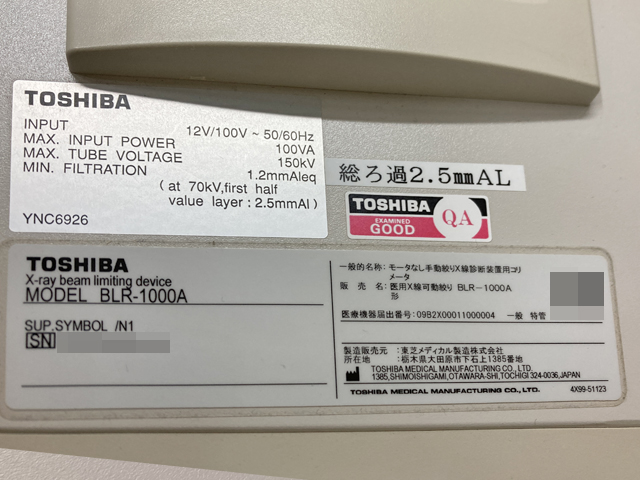 TOSHIBA
INPUT 12V/100V ~ 50/60Hz
MAX. INPUT POWER 100VA
MAX. TUBE VOLTAGE 150kV
MIN. FILTRATION 1.2mmAleq
(at 70kV,first half
value layer : 2.5mmAl)
YNC6926
総ろ過2.5mmAL
TOSHIBA
EXAMINED
GOOD
QA
TOSHIBA
X-ray beam limiting device
MODEL BLR-1000A
SUP.SYMBOL /N1
SN
一般的名称：モータなし手動絞りX線診断装置用コリ
メータ
販 売 名：医用X線可動絞り BLR－1000A
形
医療機器届出番号：09B2X00011000004 一般 特管
製造販売元：東芝メディカル製造株式会社
所在地：栃木県大田原市下石上1385番地
TOSHIBA MEDICAL MANUFACTURING CO., LTD.
1385,SHIMOISHIGAMI,OTAWARA-SHI,TOCHIGI 324-0036,JAPAN
TOSHIBA MEDICAL MANUFACTURING CO., LTD. 4X99-51123